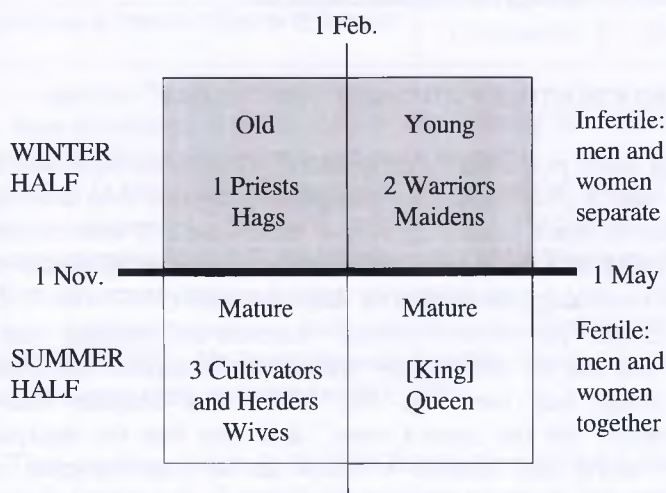 1 Feb.
WINTER
HALF
Old
1 Priests
Hags
Young
2 Warriors
Maidens
Infertile:
men and
women
separate
1 Nov.
1 May
SUMMER
HALF
Mature
3 Cultivators
and Herders
Wives
Mature
[King]
Queen
Fertile:
men and
women
together